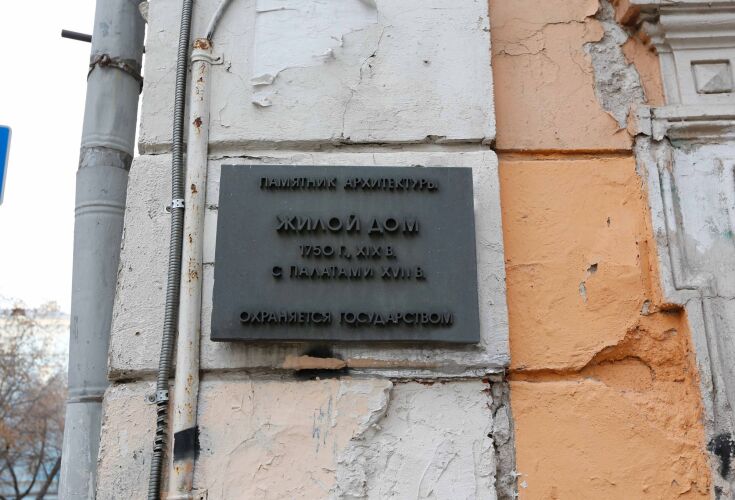 ПАМЯТНИК АРХИТЕКТУРЫ
ЖИЛОЙ ДОМ
1750 Г., XIX В.
С ПАЛАТАМИ XVII В.
ОХРАНЯЕТСЯ ГОСУДАРСТВОМ